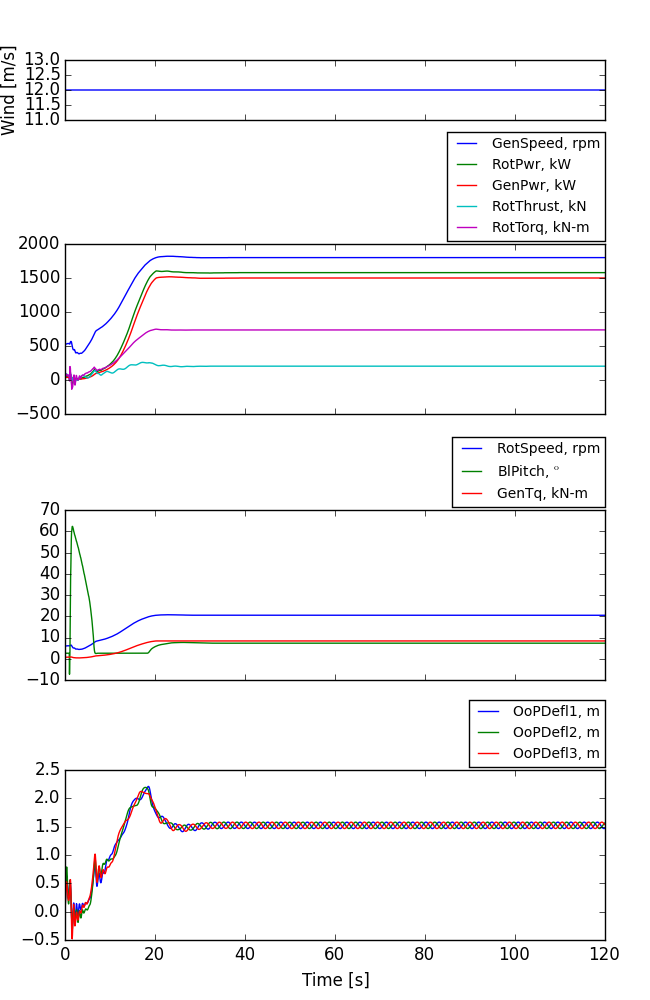 Wind [m/s]
13.0
12.5
12.0
11.5
11.0
GenSpeed, rpm
RotPwr, kW
GenPwr, kW
RotThrust, kN
RotTorq, kN-m
2000
1500
1000
500
0
−500
RotSpeed, rpm
BlPitch, °
GenTq, kN-m
70
60
50
40
30
20
10
0
−10
OoPDefl1, m
OoPDefl2, m
OoPDefl3, m
2.5
2.0
1.5
1.0
0.5
0.0
−0.5
0 20 40 60 80 100 120
Time [s]